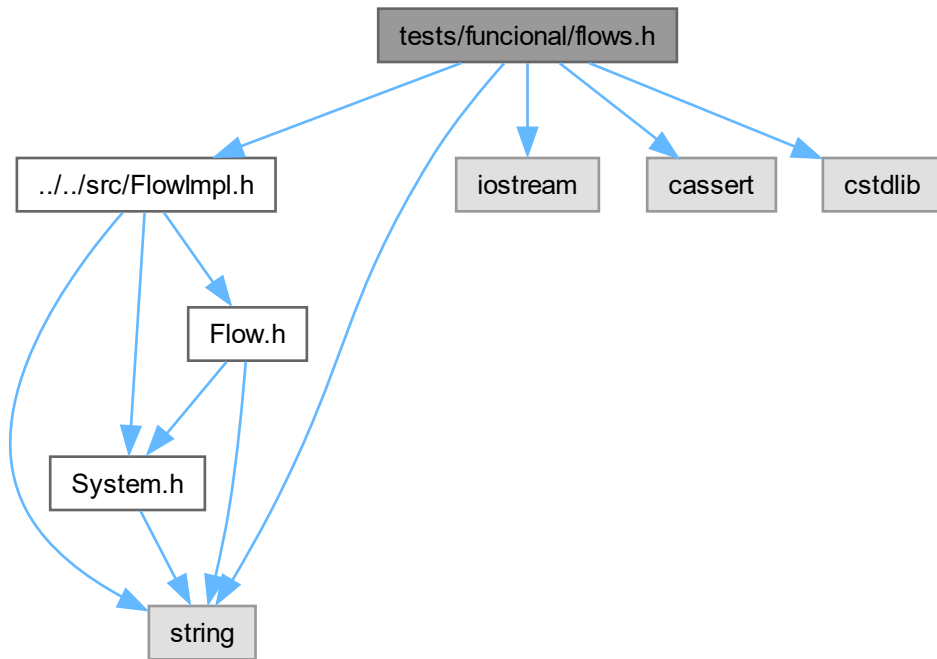 tests/funcional/flows.h
../../src/FlowImpl.h
iostream
cassert
cstdlib
Flow.h
System.h
string